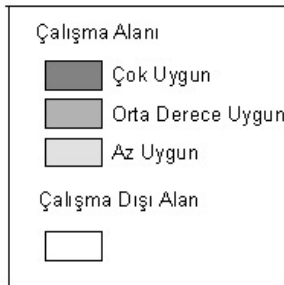 Çalışma Alanı
Çok Uygun
Orta Derece Uygun
Az Uygun
Çalışma Dışı Alan